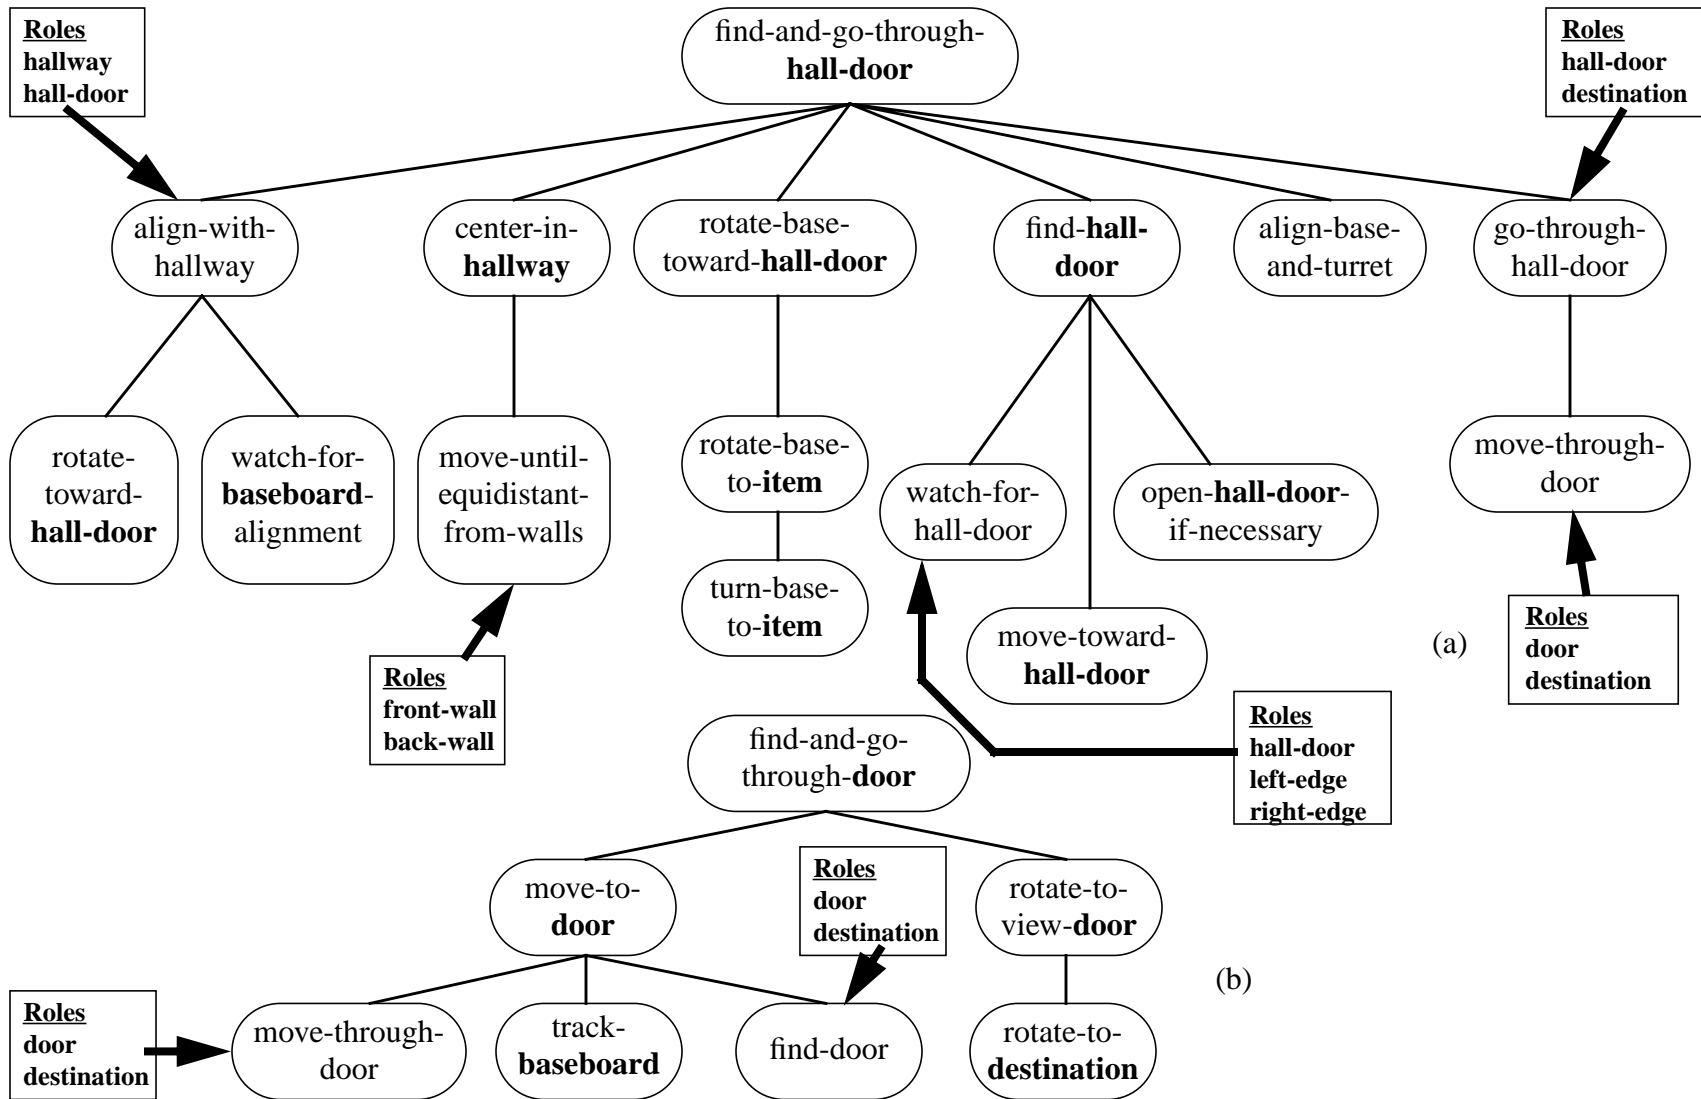 Roles
hallway
hall-door
find-and-go-through-
hall-door
Roles
hall-door
destination
align-with-
hallway
center-in-
hallway
rotate-base-
toward-hall-door
find-hall-
door
align-base-
and-turret
go-through-
hall-door
rotate-
toward-
hall-door
watch-for-
baseboard-
alignment
move-until-
equidistant-
from-walls
rotate-base-
to-item
watch-for-
hall-door
open-hall-door-
if-necessary
move-through-
door
turn-base-
to-item
move-toward-
hall-door
(a)
Roles
door
destination
Roles
front-wall
back-wall
Roles
hall-door
left-edge
right-edge
find-and-go-
through-door
move-to-
door
Roles
door
destination
rotate-to-
view-door
(b)
Roles
door
destination
move-through-
door
track-
baseboard
find-door
rotate-to-
destination